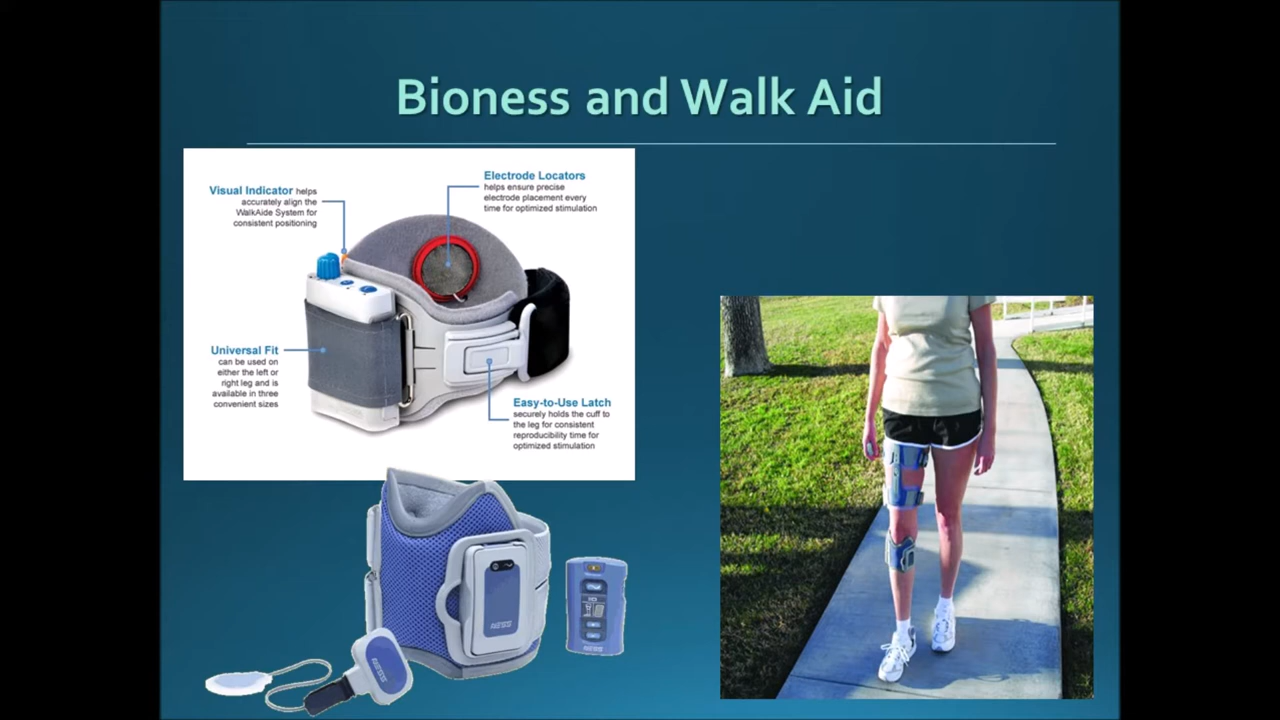 Bioness and Walk Aid
Visual Indicator helps
accurately align the
WalkAide System for
consistent positioning
Electrode Locators
helps ensure precise
electrode placement every
time for optimized stimulation
Universal Fit
can be used on
either the left or
right leg and is
available in three
convenient sizes
Easy-to-Use Latch
securely holds the cuff to
the leg for consistent
reproducibility time for
optimized stimulation
NESS
NESS
NESS